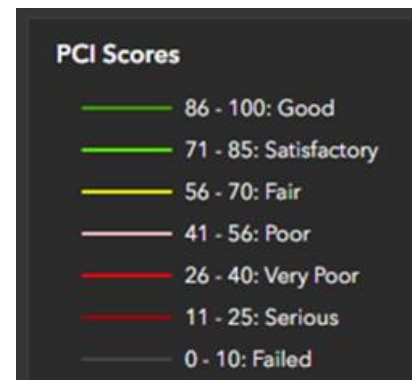 PCI Scores
86 - 100: Good
71 - 85: Satisfactory
56 - 70: Fair
41 - 56: Poor
26 - 40: Very Poor
11 - 25: Serious
0 - 10: Failed